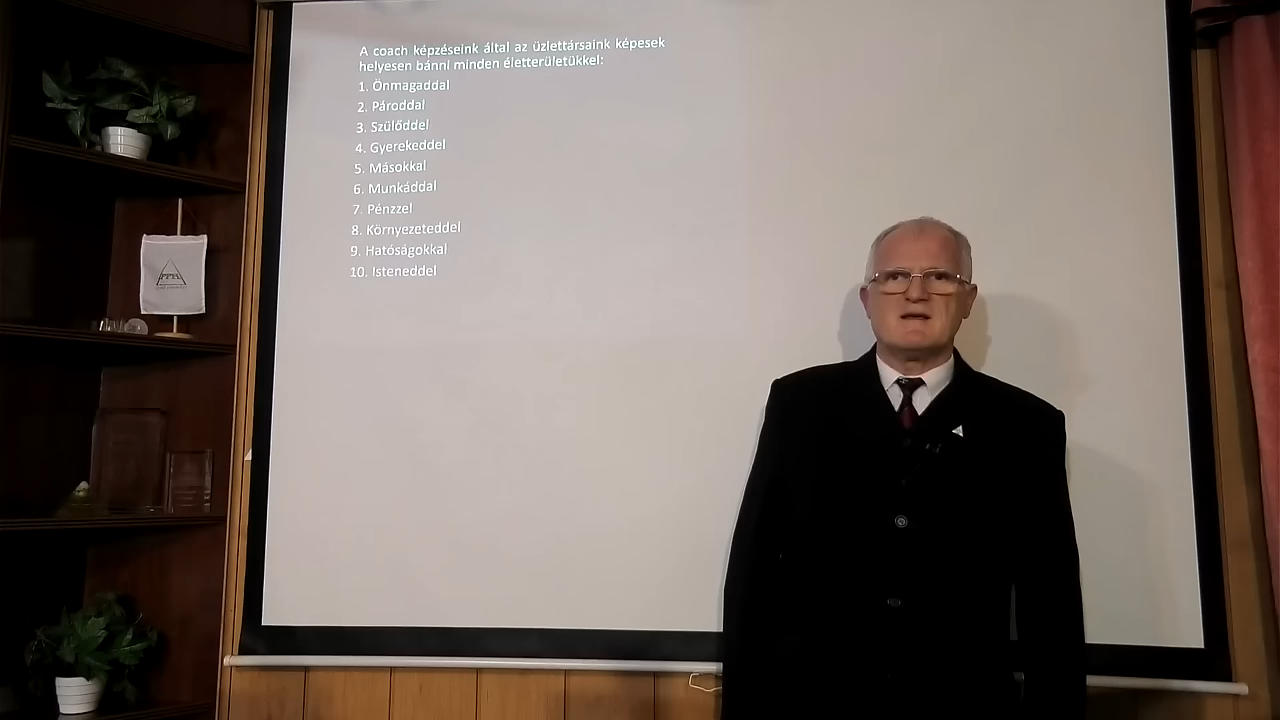 A coach képzéseink által az üzlettársaink képesek
helyesen bánni minden életterületükkel:
1. Önmagaddal
2. Pároddal
3. Szülőddel
4. Gyerekeddel
5. Másokkal
6. Munkáddal
7. Pénzzel
8. Környezeteddel
9. Hatóságokkal
10. Isteneddel